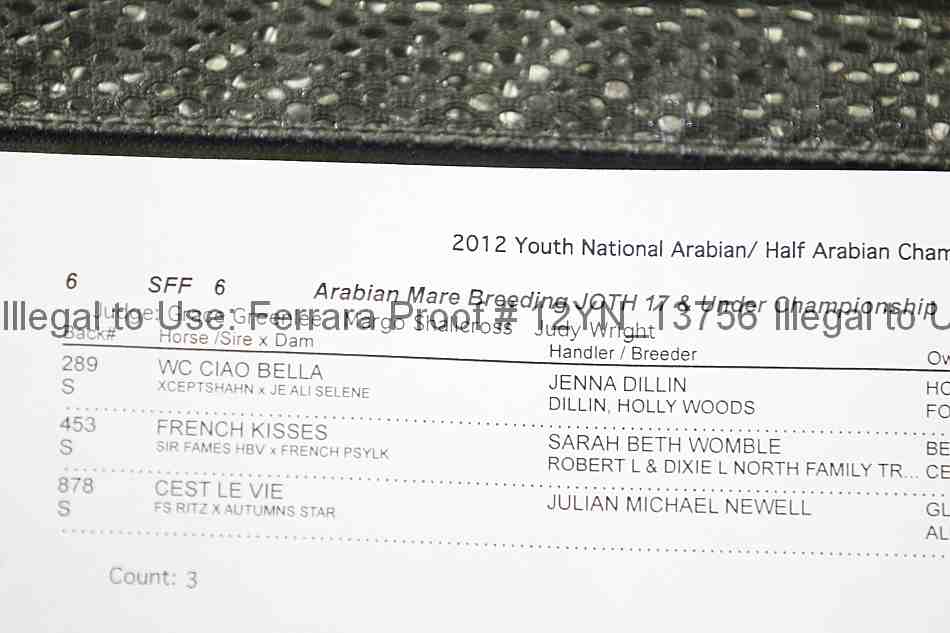 2012 Youth National Arabian/ Half Arabian Cham
6 SFF 6 Arabian Mare Breeding JOTH 17 & Under Championship
Judge: Grace Greenlee Margo Shallcross Judy Wright
Illegal to Use: Ferrara Proof # 12YN_13756 Illegal to U
Back# Horse /Sire x Dam Handler / Breeder Ow
289 WC CIAO BELLA JENNA DILLIN HO
S XCEPTSHAHN x JE ALI SELENE DILLIN, HOLLY WOODS FO
453 FRENCH KISSES SARAH BETH WOMBLE BE
S SIR FAMES HBV x FRENCH PSYLK ROBERT L & DIXIE L NORTH FAMILY TR... CE
878 CEST LE VIE JULIAN MICHAEL NEWELL GL
S FS RITZ X AUTUMNS STAR AL
Count: 3